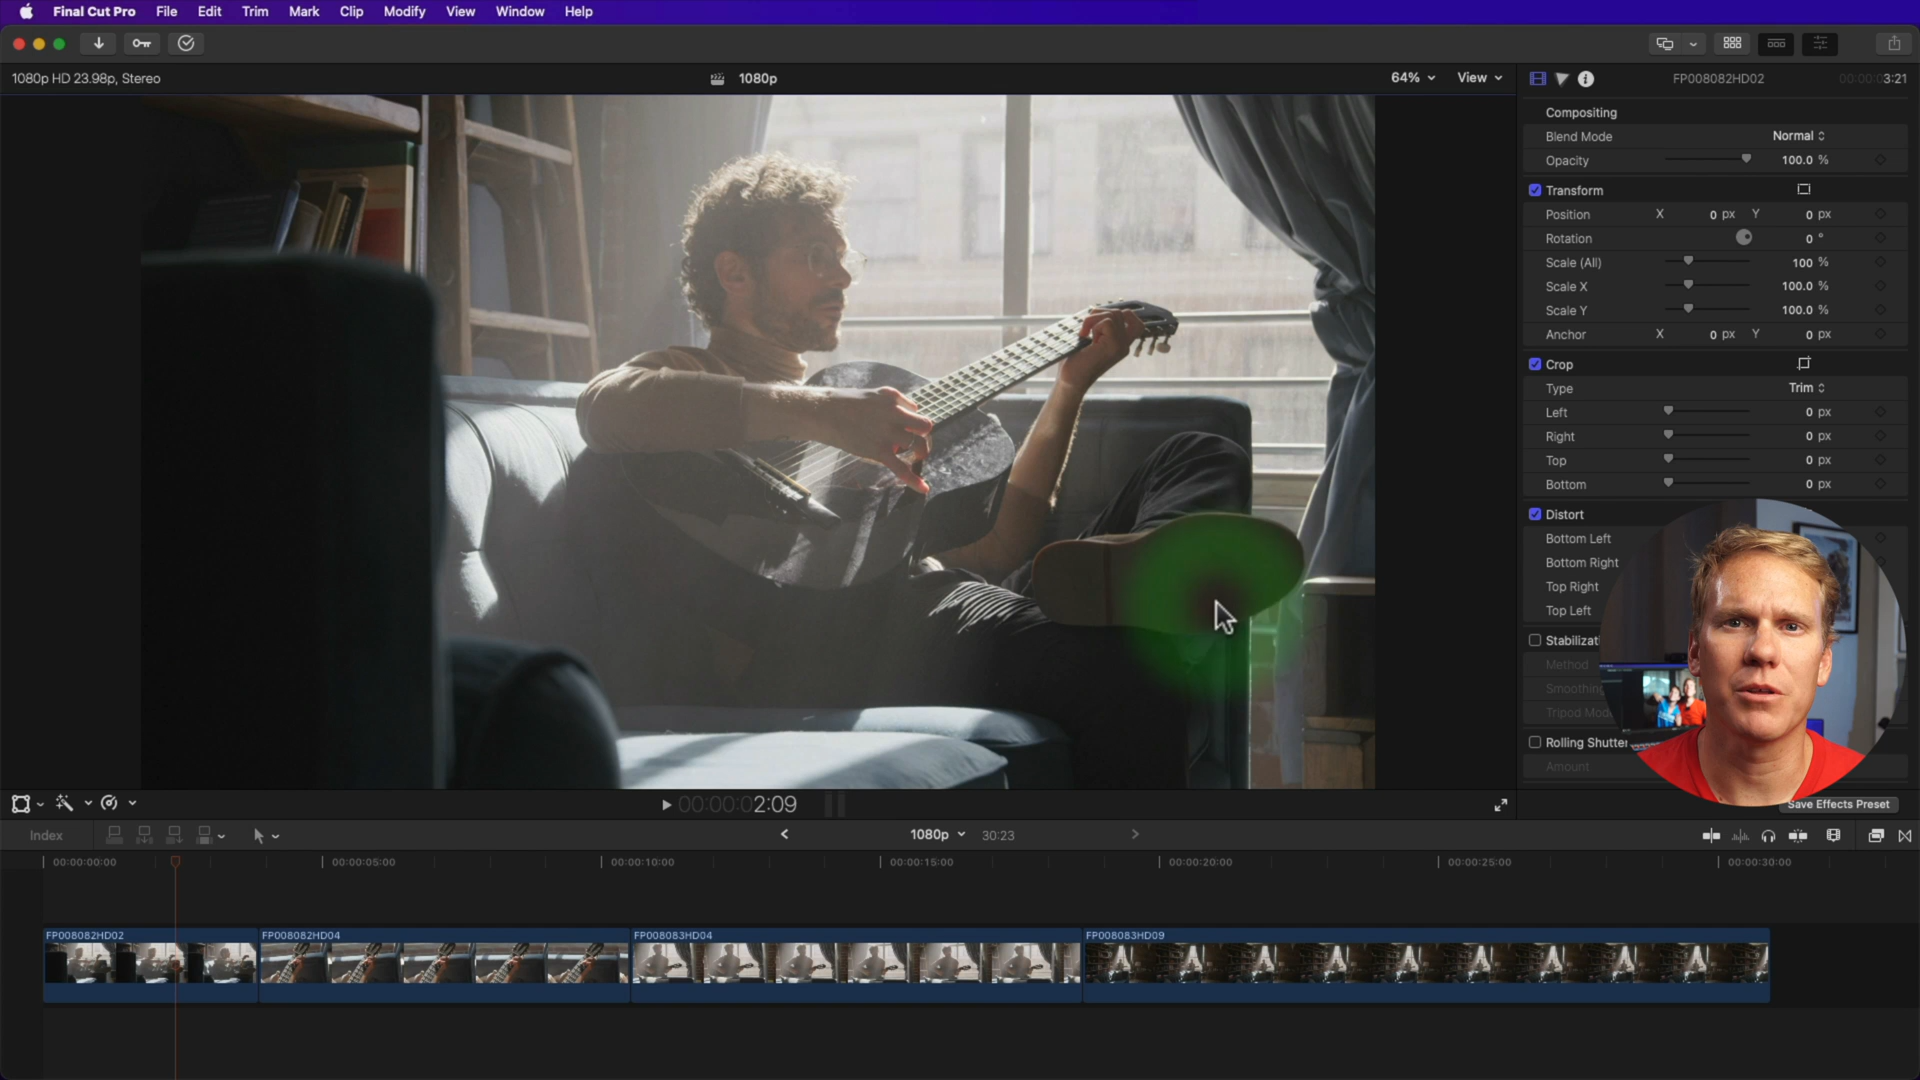 Final Cut Pro File Edit Trim Mark Clip Modify View Window Help
1080p HD 23.98p, Stereo
1080p
64%
View
FP008082HD02
00:00:03:21
Compositing
Blend Mode Normal
Opacity 100.0 %
Transform
Position X 0 px Y 0 px
Rotation 0 °
Scale (All) 100 %
Scale X 100.0 %
Scale Y 100.0 %
Anchor X 0 px Y 0 px
Crop
Type Trim
Left 0 px
Right 0 px
Top 0 px
Bottom 0 px
Distort
Bottom Left
Bottom Right
Top Right
Top Left
Method
Rolling Shutter
Amount
Save Effects Preset
00:00:02:09
Index
1080p 30:23
00:00:00:00 00:00:05:00 00:00:10:00 00:00:15:00 00:00:20:00 00:00:25:00 00:00:30:00
FP008082HD02 FP008082HD04 FP008083HD04 FP008083HD09